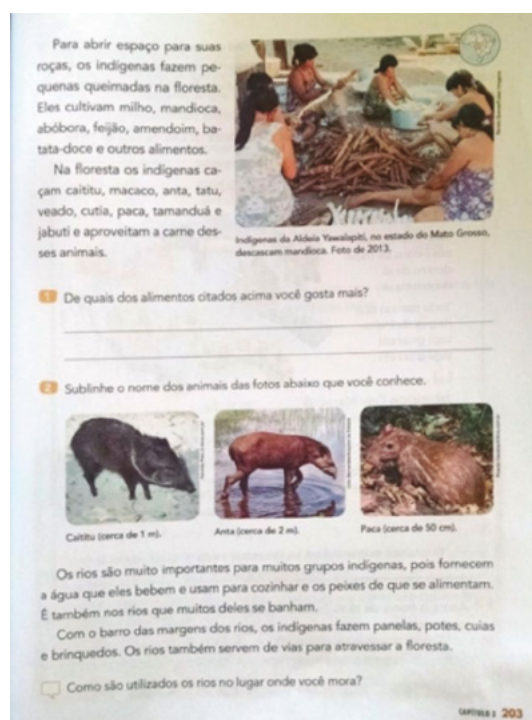 Para abrir espaço para suas
roças, os indígenas fazem pe-
quenas queimadas na floresta.
Eles cultivam milho, mandioca,
abóbora, feijão, amendoim, ba-
tata-doce e outros alimentos.
Na floresta os indígenas ca-
çam caititu, macaco, anta, tatu,
veado, cutia, paca, tamanduá e
jabuti e aproveitam a carne des-
ses animais.
Indígenas da Aldeia Yawalapiti, no estado do Mato Grosso,
descascam mandioca. Foto de 2013.
1 De quais dos alimentos citados acima você gosta mais?
2 Sublinhe o nome dos animais das fotos abaixo que você conhece.
Caititu (cerca de 1 m).
Anta (cerca de 2 m).
Paca (cerca de 50 cm).
Os rios são muito importantes para muitos grupos indígenas, pois fornecem
a água que eles bebem e usam para cozinhar e os peixes de que se alimentam.
É também nos rios que muitos deles se banham.
Com o barro das margens dos rios, os indígenas fazem panelas, potes, cuias
e brinquedos. Os rios também servem de vias para atravessar a floresta.
Como são utilizados os rios no lugar onde você mora?
CAPÍTULO 3 203